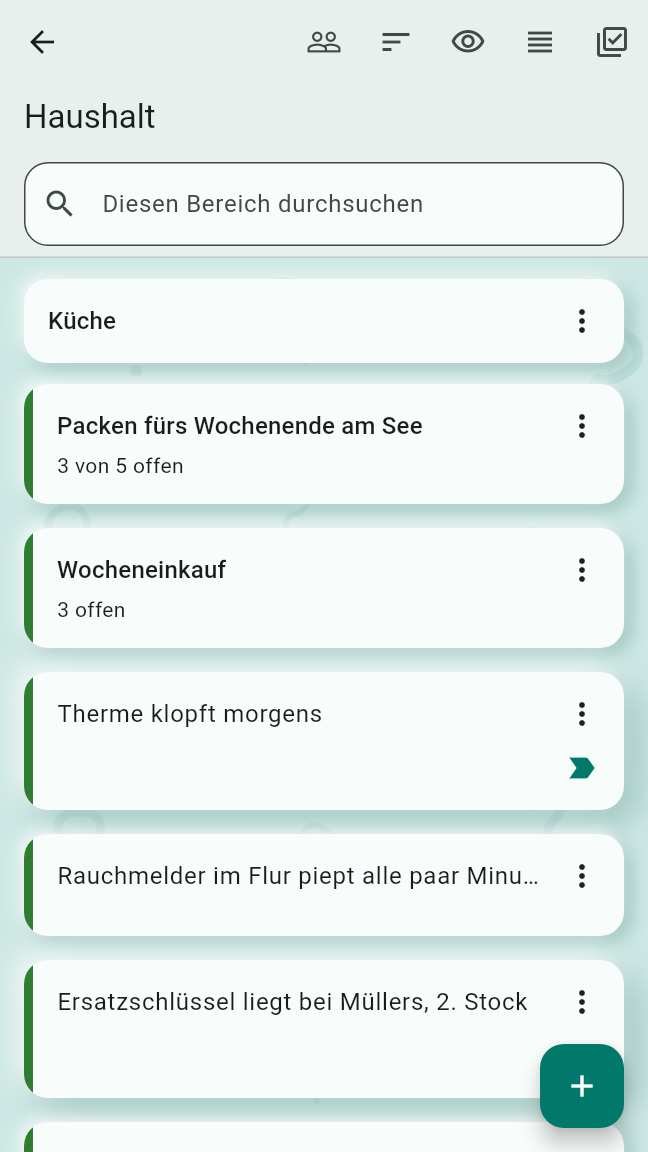 Haushalt
Diesen Bereich durchsuchen
Küche
Packen fürs Wochenende am See
3 von 5 offen
Wocheneinkauf
3 offen
Therme klopft morgens
Rauchmelder im Flur piept alle paar Minu…
Ersatzschlüssel liegt bei Müllers, 2. Stock